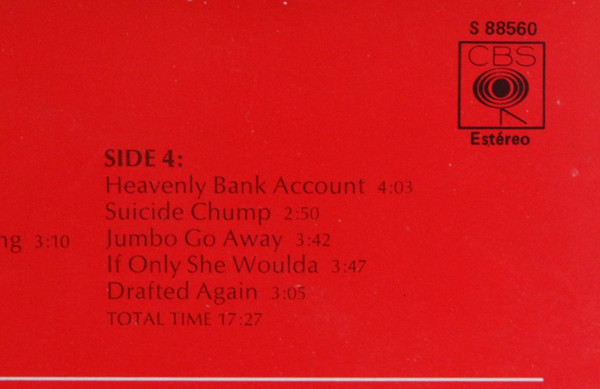 S 88560
CBS
Estéreo
SIDE 4:
Heavenly Bank Account 4:03
Suicide Chump 2:50
ng 3:10 Jumbo Go Away 3:42
If Only She Woulda 3:47
Drafted Again 3:05
TOTAL TIME 17:27